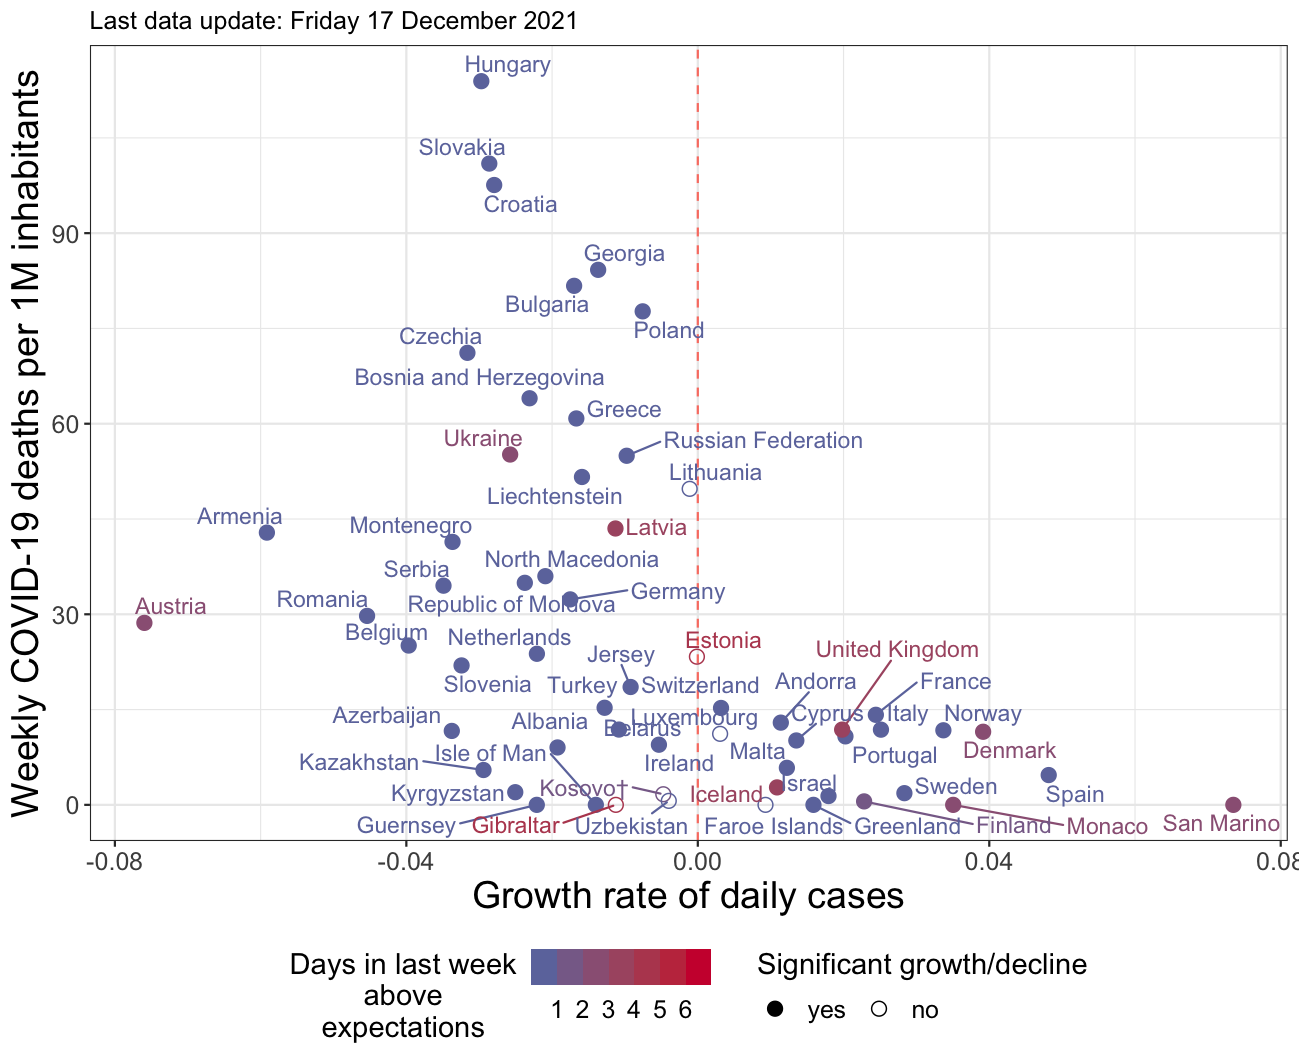 Last data update: Friday 17 December 2021
Weekly COVID-19 deaths per 1M inhabitants
Hungary
Slovakia
Croatia
90
Georgia
Bulgaria
Poland
Czechia
Bosnia and Herzegovina
60
Greece
Ukraine
Russian Federation
Lithuania
Liechtenstein
Armenia
Montenegro
Latvia
North Macedonia
Serbia
Germany
Romania
Republic of Moldova
Austria
30
Belgium
Netherlands
Estonia
United Kingdom
Jersey
Slovenia
Turkey
Switzerland
Andorra
France
Azerbaijan
Albania
Belarus
Luxembourg
Cyprus
Italy
Norway
Kazakhstan
Isle of Man
Ireland
Malta
Portugal
Denmark
Kyrgyzstan
Kosovo†
Iceland
Israel
Sweden
Spain
0
Guernsey
Gibraltar
Uzbekistan
Faroe Islands
Greenland
Finland
Monaco
San Marino
-0.08 -0.04 0.00 0.04 0.08
Growth rate of daily cases
Days in last week
above
expectations
1 2 3 4 5 6
Significant growth/decline
yes no